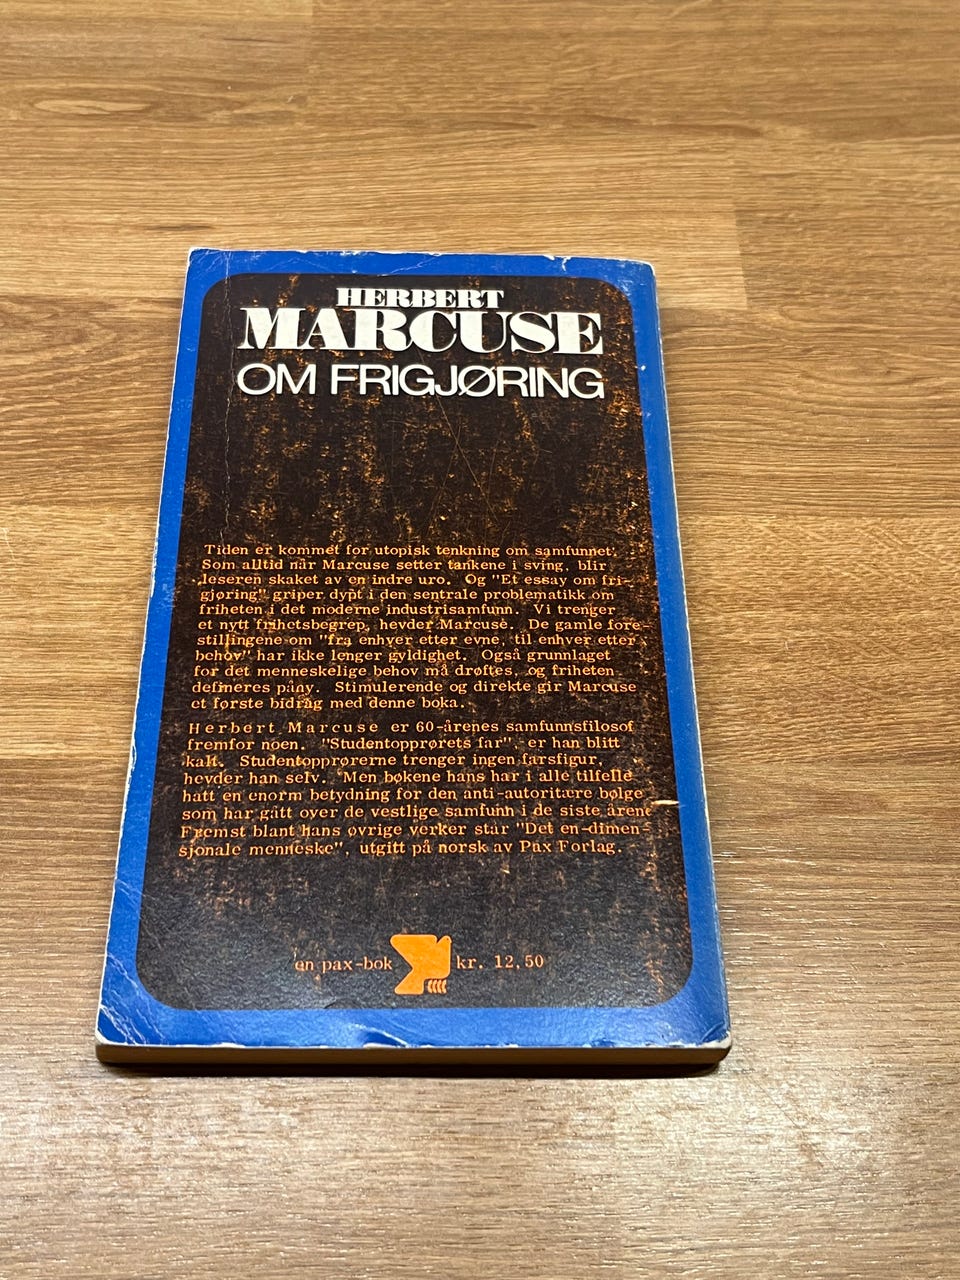 HERBERT
MARCUSE
OM FRIGJØRING
Tiden er kommet for utopisk tenkning om samfunnet.
Som alltid når Marcuse setter tankene i sving, blir
leseren skaket av en indre uro. Og "Et essay om fri-
gjøring" griper dypt i den sentrale problematikk om
friheten i det moderne industrisamfunn. Vi trenger
et nytt frihetsbegrep, hevder Marcuse. De gamle fore-
stillingene om "fra enhver etter evne, til enhver etter
behov" har ikke lenger gyldighet. Også grunnlaget
for det menneskelige behov må drøftes, og friheten
defineres påny. Stimulerende og direkte gir Marcuse
et første bidrag med denne boka.
Herbert Marcuse er 60-årenes samfunnsfilosof
fremfor noen. "Studentopprørets far", er han blitt
kalt. Studentopprørerne trenger ingen farsfigur,
hevder han selv. Men bøkene hans har i alle tilfelle
hatt en enorm betydning for den anti-autoritære bølge
som har gått over de vestlige samfunn i de siste årene
Fremst blant hans øvrige verker står "Det en-dimen-
sjonale menneske", utgitt på norsk av Pax Forlag.
en pax-bok kr. 12,50